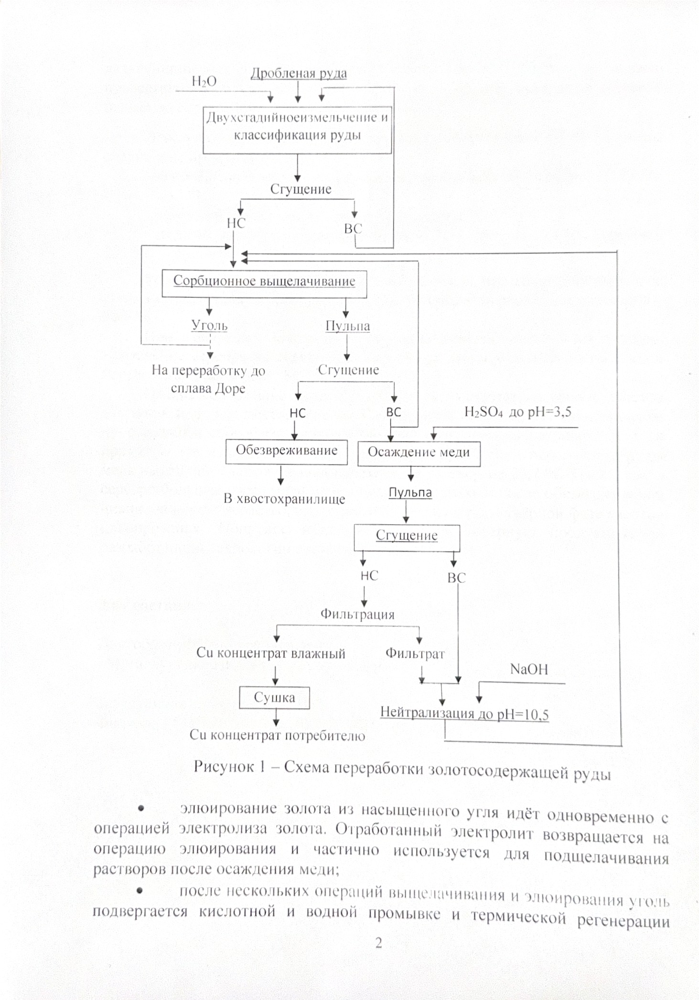 Дробленая руда
H₂O
Двухстадийноеизмельчение и
классификация руды
Сгущение
НС
ВС
Сорбционное выщелачивание
Уголь
Пульпа
На переработку до
сплава Доре
Сгущение
НС
ВС
H₂SO₄ до pH=3,5
Обезвреживание
Осаждение меди
В хвостохранилище
Пульпа
Сгущение
НС
ВС
Фильтрация
Cu концентрат влажный
Фильтрат
NaOH
Сушка
Нейтрализация до pH=10,5
Cu концентрат потребителю
Рисунок 1 – Схема переработки золотосодержащей руды
• элюирование золота из насыщенного угля идёт одновременно с
операцией электролиза золота. Отработанный электролит возвращается на
операцию элюирования и частично используется для подщелачивания
растворов после осаждения меди;
• после нескольких операций выщелачивания и элюирования уголь
подвергается кислотной и водной промывке и термической регенерации
2